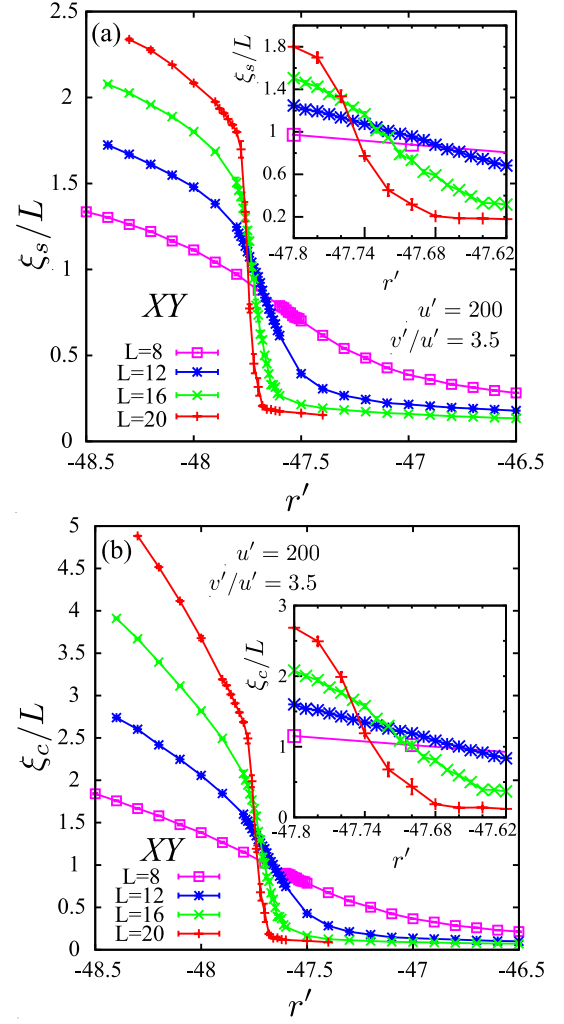 (a)
ξs/L
2.5
2
1.5
1
0.5
0
-48.5
-48
-47.5
-47
-46.5
r′
XY
L=8
L=12
L=16
L=20
u′ = 200
v′/u′ = 3.5
ξs/L
1.8
1.4
1
0.6
0.2
-47.8
-47.74
-47.68
-47.62
r′
(b)
u′ = 200
v′/u′ = 3.5
ξc/L
5
4.5
4
3.5
3
2.5
2
1.5
1
0.5
0
-48.5
-48
-47.5
-47
-46.5
r′
XY
L=8
L=12
L=16
L=20
ξc/L
3
2
1
0
-47.8
-47.74
-47.68
-47.62
r′